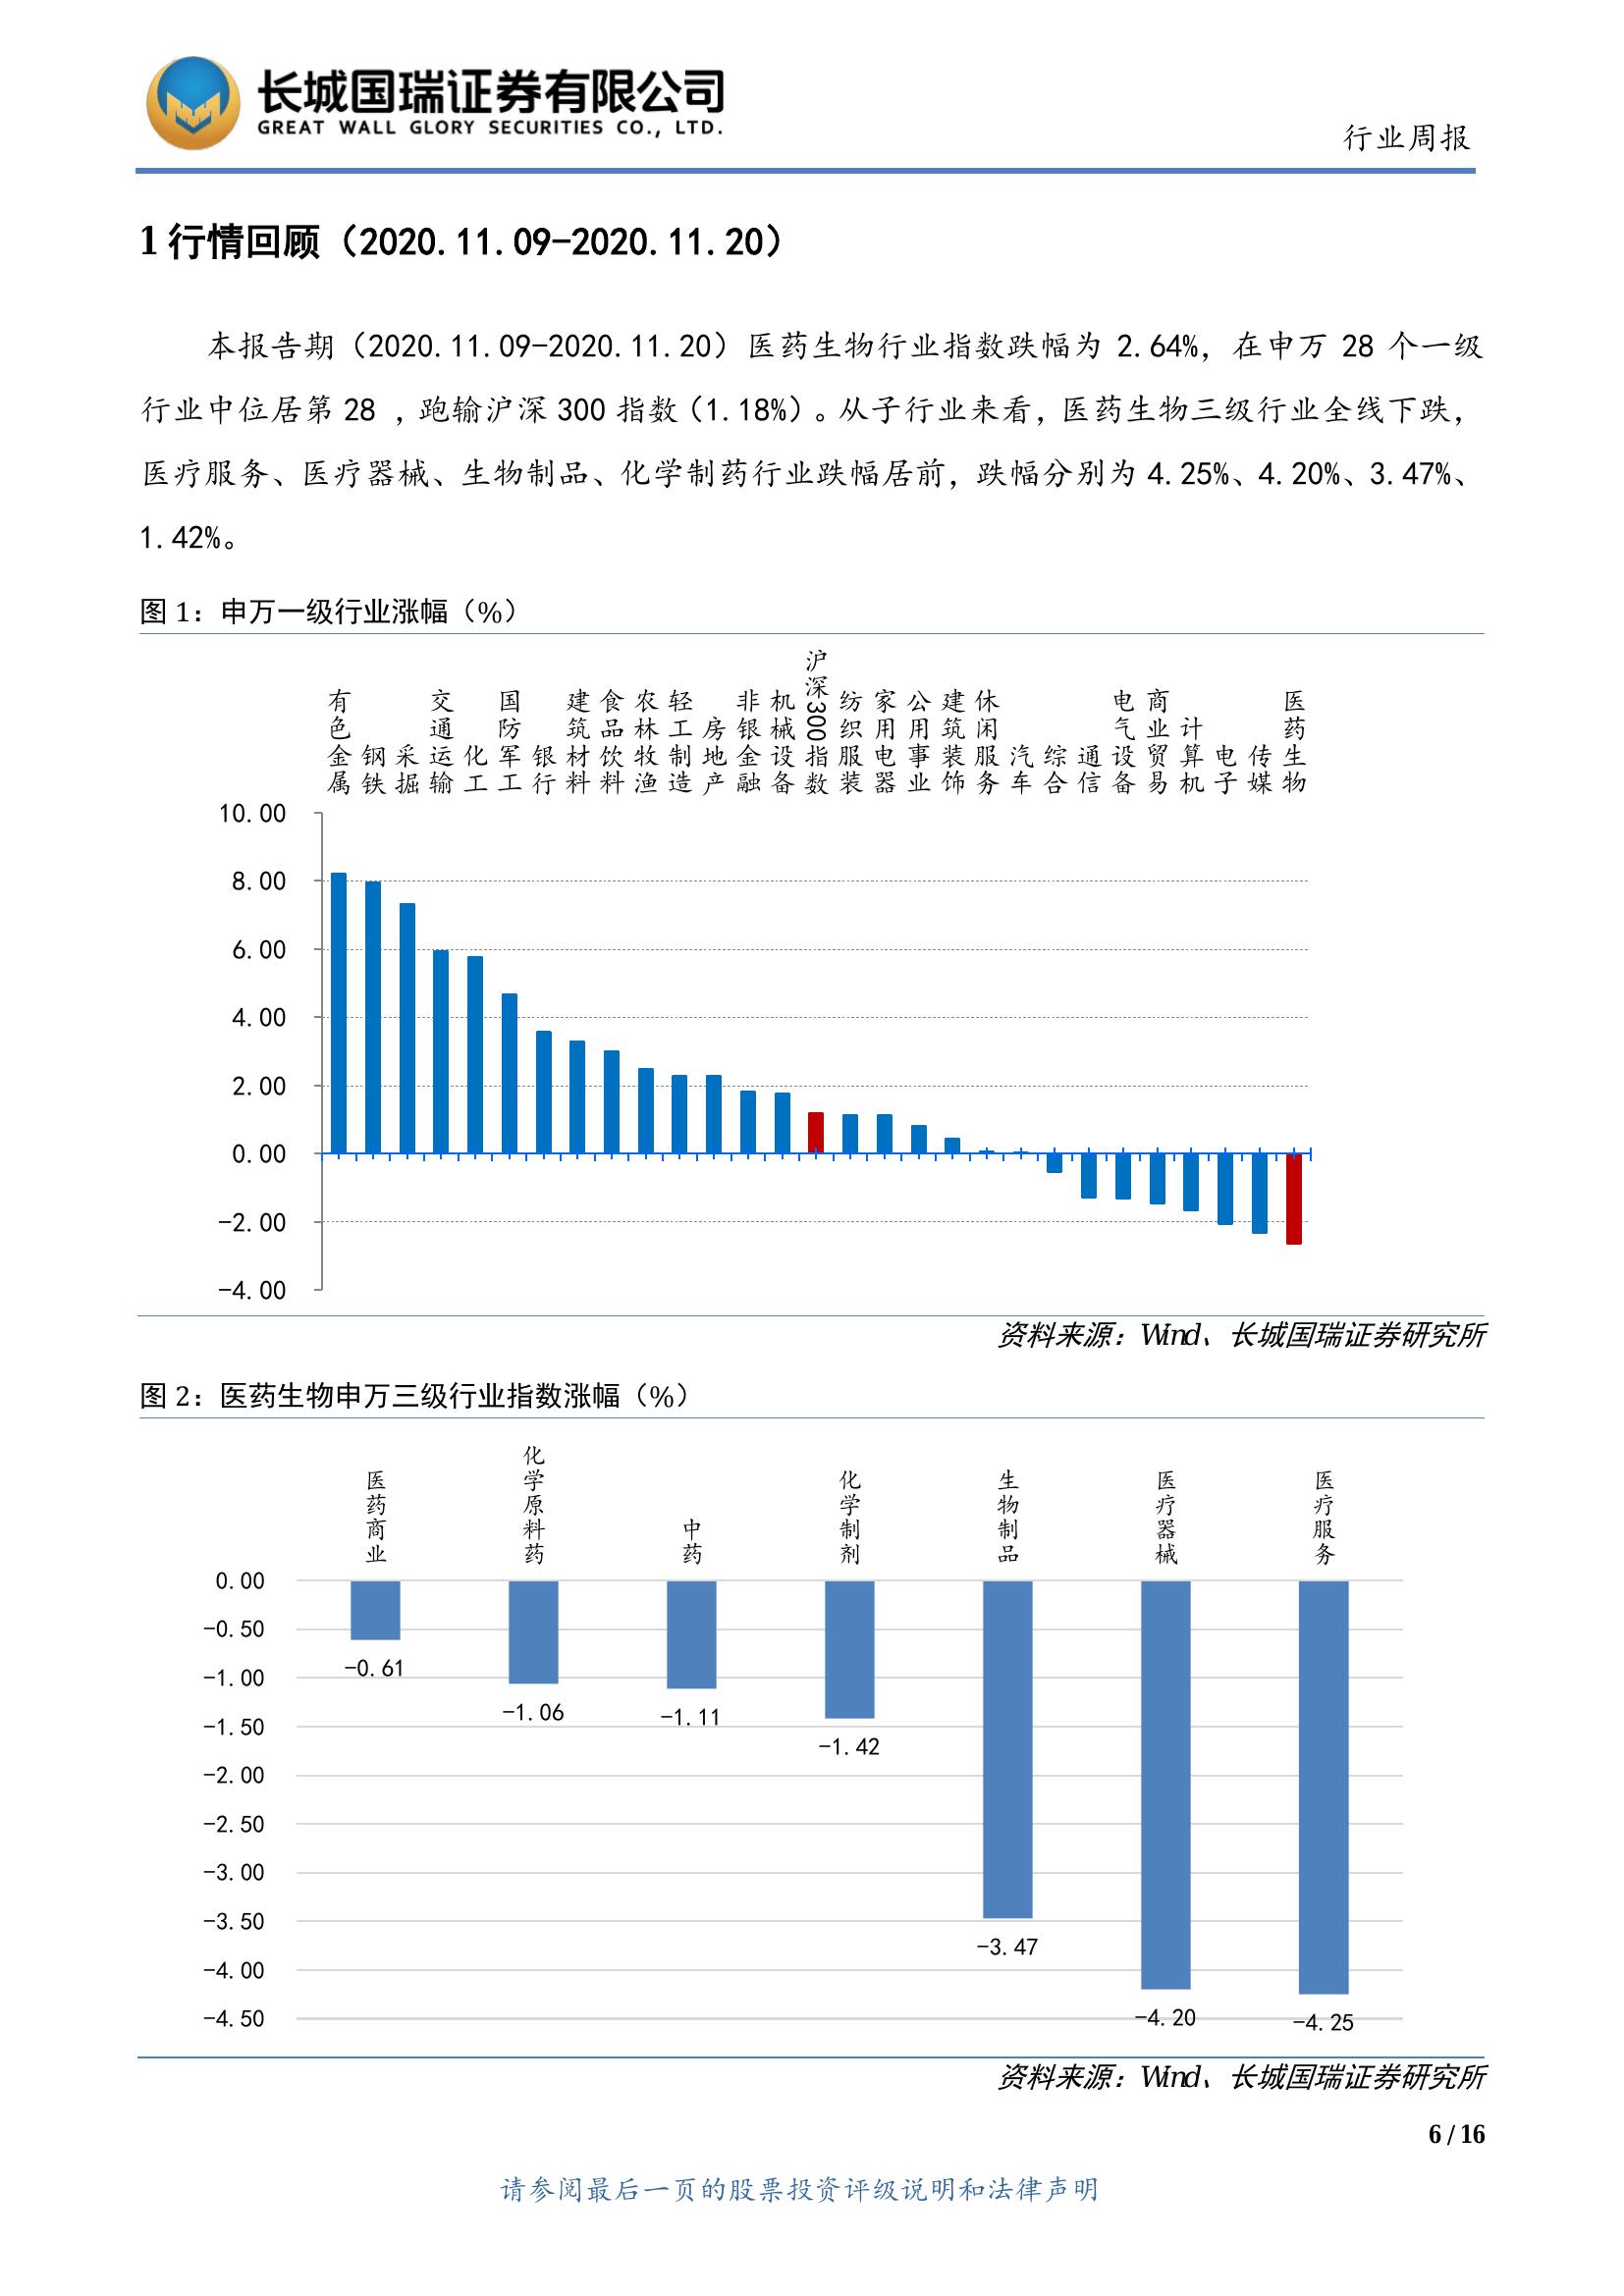 长城国瑞证券有限公司
GREAT WALL GLORY SECURITIES CO., LTD.
行业周报
1 行情回顾（2020.11.09-2020.11.20）
本报告期（2020.11.09-2020.11.20）医药生物行业指数跌幅为 2.64%，在申万 28 个一级
行业中位居第 28 ，跑输沪深 300 指数（1.18%）。从子行业来看，医药生物三级行业全线下跌，
医疗服务、医疗器械、生物制品、化学制药行业跌幅居前，跌幅分别为 4.25%、4.20%、3.47%、
1.42%。
图 1：申万一级行业涨幅（%）
有色金属
钢铁
采掘
交通运输
化工
国防军工
银行
建筑材料
食品饮料
农林牧渔
轻工制造
房地产
非银金融
机械设备
沪深300指数
纺织服装
家用电器
公用事业
建筑装饰
休闲服务
汽车
综合
通信
电气设备
商业贸易
计算机
电子
传媒
医药生物
10.00
8.00
6.00
4.00
2.00
0.00
-2.00
-4.00
资料来源：Wind、长城国瑞证券研究所
图 2：医药生物申万三级行业指数涨幅（%）
医药商业
化学原料药
中药
化学制剂
生物制品
医疗器械
医疗服务
0.00
-0.50
-1.00
-1.50
-2.00
-2.50
-3.00
-3.50
-4.00
-4.50
-0.61
-1.06
-1.11
-1.42
-3.47
-4.20
-4.25
资料来源：Wind、长城国瑞证券研究所
6 / 16
请参阅最后一页的股票投资评级说明和法律声明